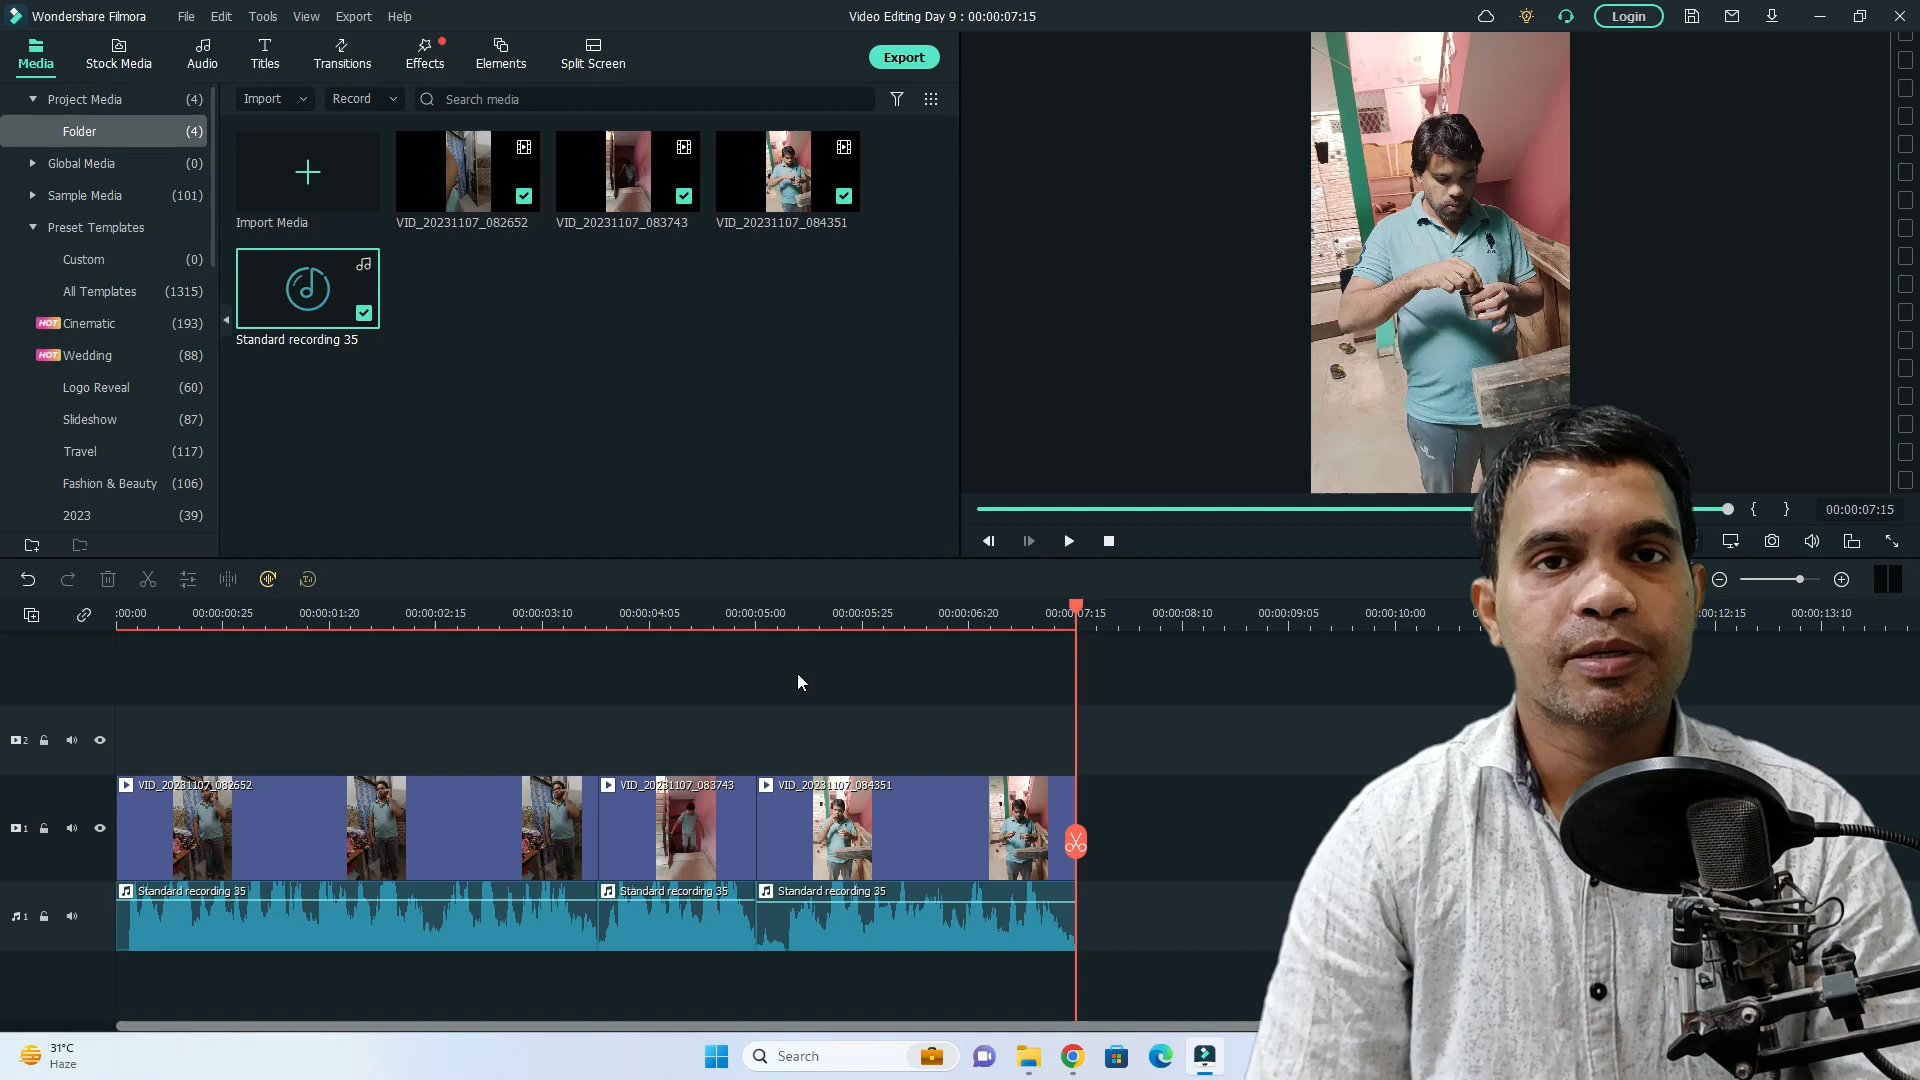 Wondershare Filmora File Edit Tools View Export Help Video Editing Day 9 : 00:00:07:15 Login
Media Stock Media Audio Titles Transitions Effects Elements Split Screen Export
Project Media (4)
Folder (4)
Global Media (0)
Sample Media (101)
Preset Templates
Custom (0)
All Templates (1315)
HOT Cinematic (193)
HOT Wedding (88)
Logo Reveal (60)
Slideshow (87)
Travel (117)
Fashion & Beauty (106)
2023 (39)
Import Record Search media
Import Media VID_20231107_082652 VID_20231107_083743 VID_20231107_084351
Standard recording 35
{ } 00:00:07:15
:00:00 00:00:00:25 00:00:01:20 00:00:02:15 00:00:03:10 00:00:04:05 00:00:05:00 00:00:05:25 00:00:06:20 00:00:07:15 00:00:08:10 00:00:09:05 00:00:10:00 :00:12:15 00:00:13:10
2
1 VID_20231107_082652 VID_20231107_083743 VID_20231107_084351
1 Standard recording 35 Standard recording 35 Standard recording 35
31°C
Haze
Search